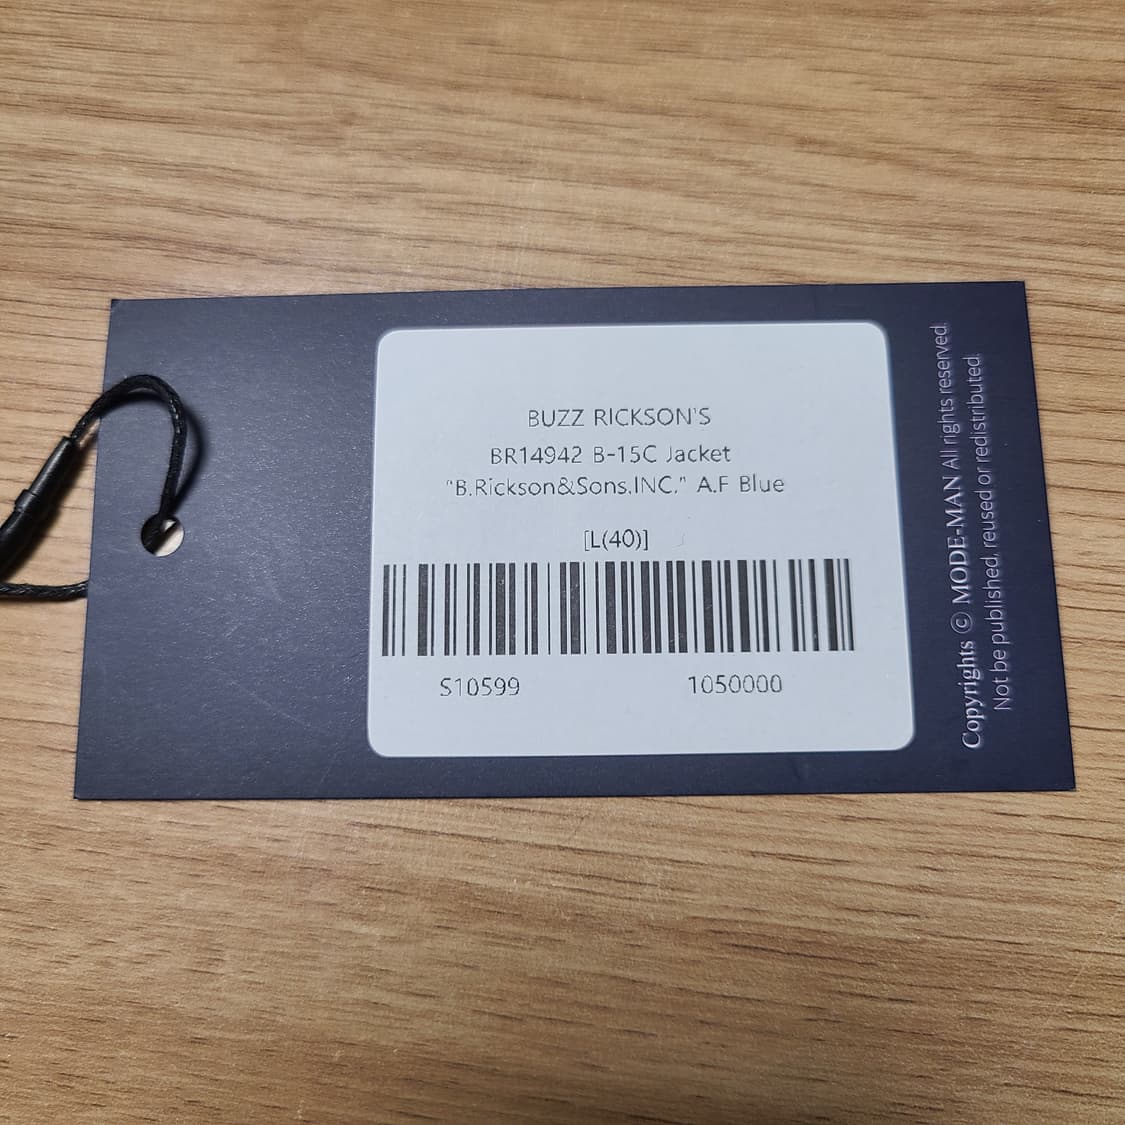 BUZZ RICKSON'S
BR14942 B-15C Jacket
"B.Rickson&Sons.INC." A.F Blue
[L(40)]
S10599 1050000
Copyrights © MODE-MAN All rights reserved.
Not be published, reused or redistributed.